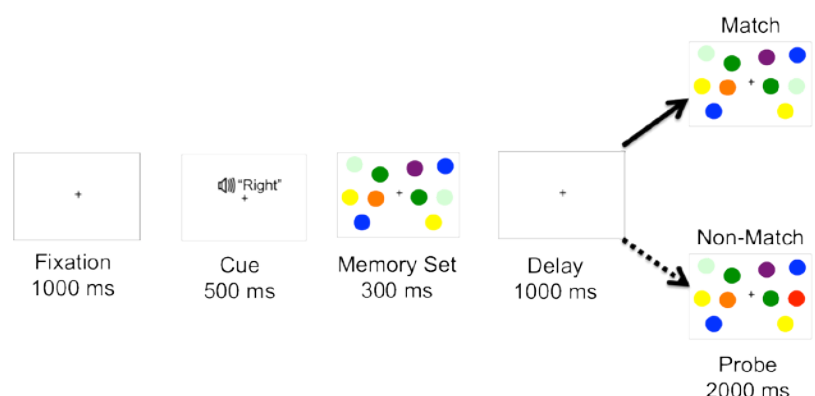 Match
"Right"
Fixation
1000 ms
Cue
500 ms
Memory Set
300 ms
Delay
1000 ms
Non-Match
Probe
2000 ms